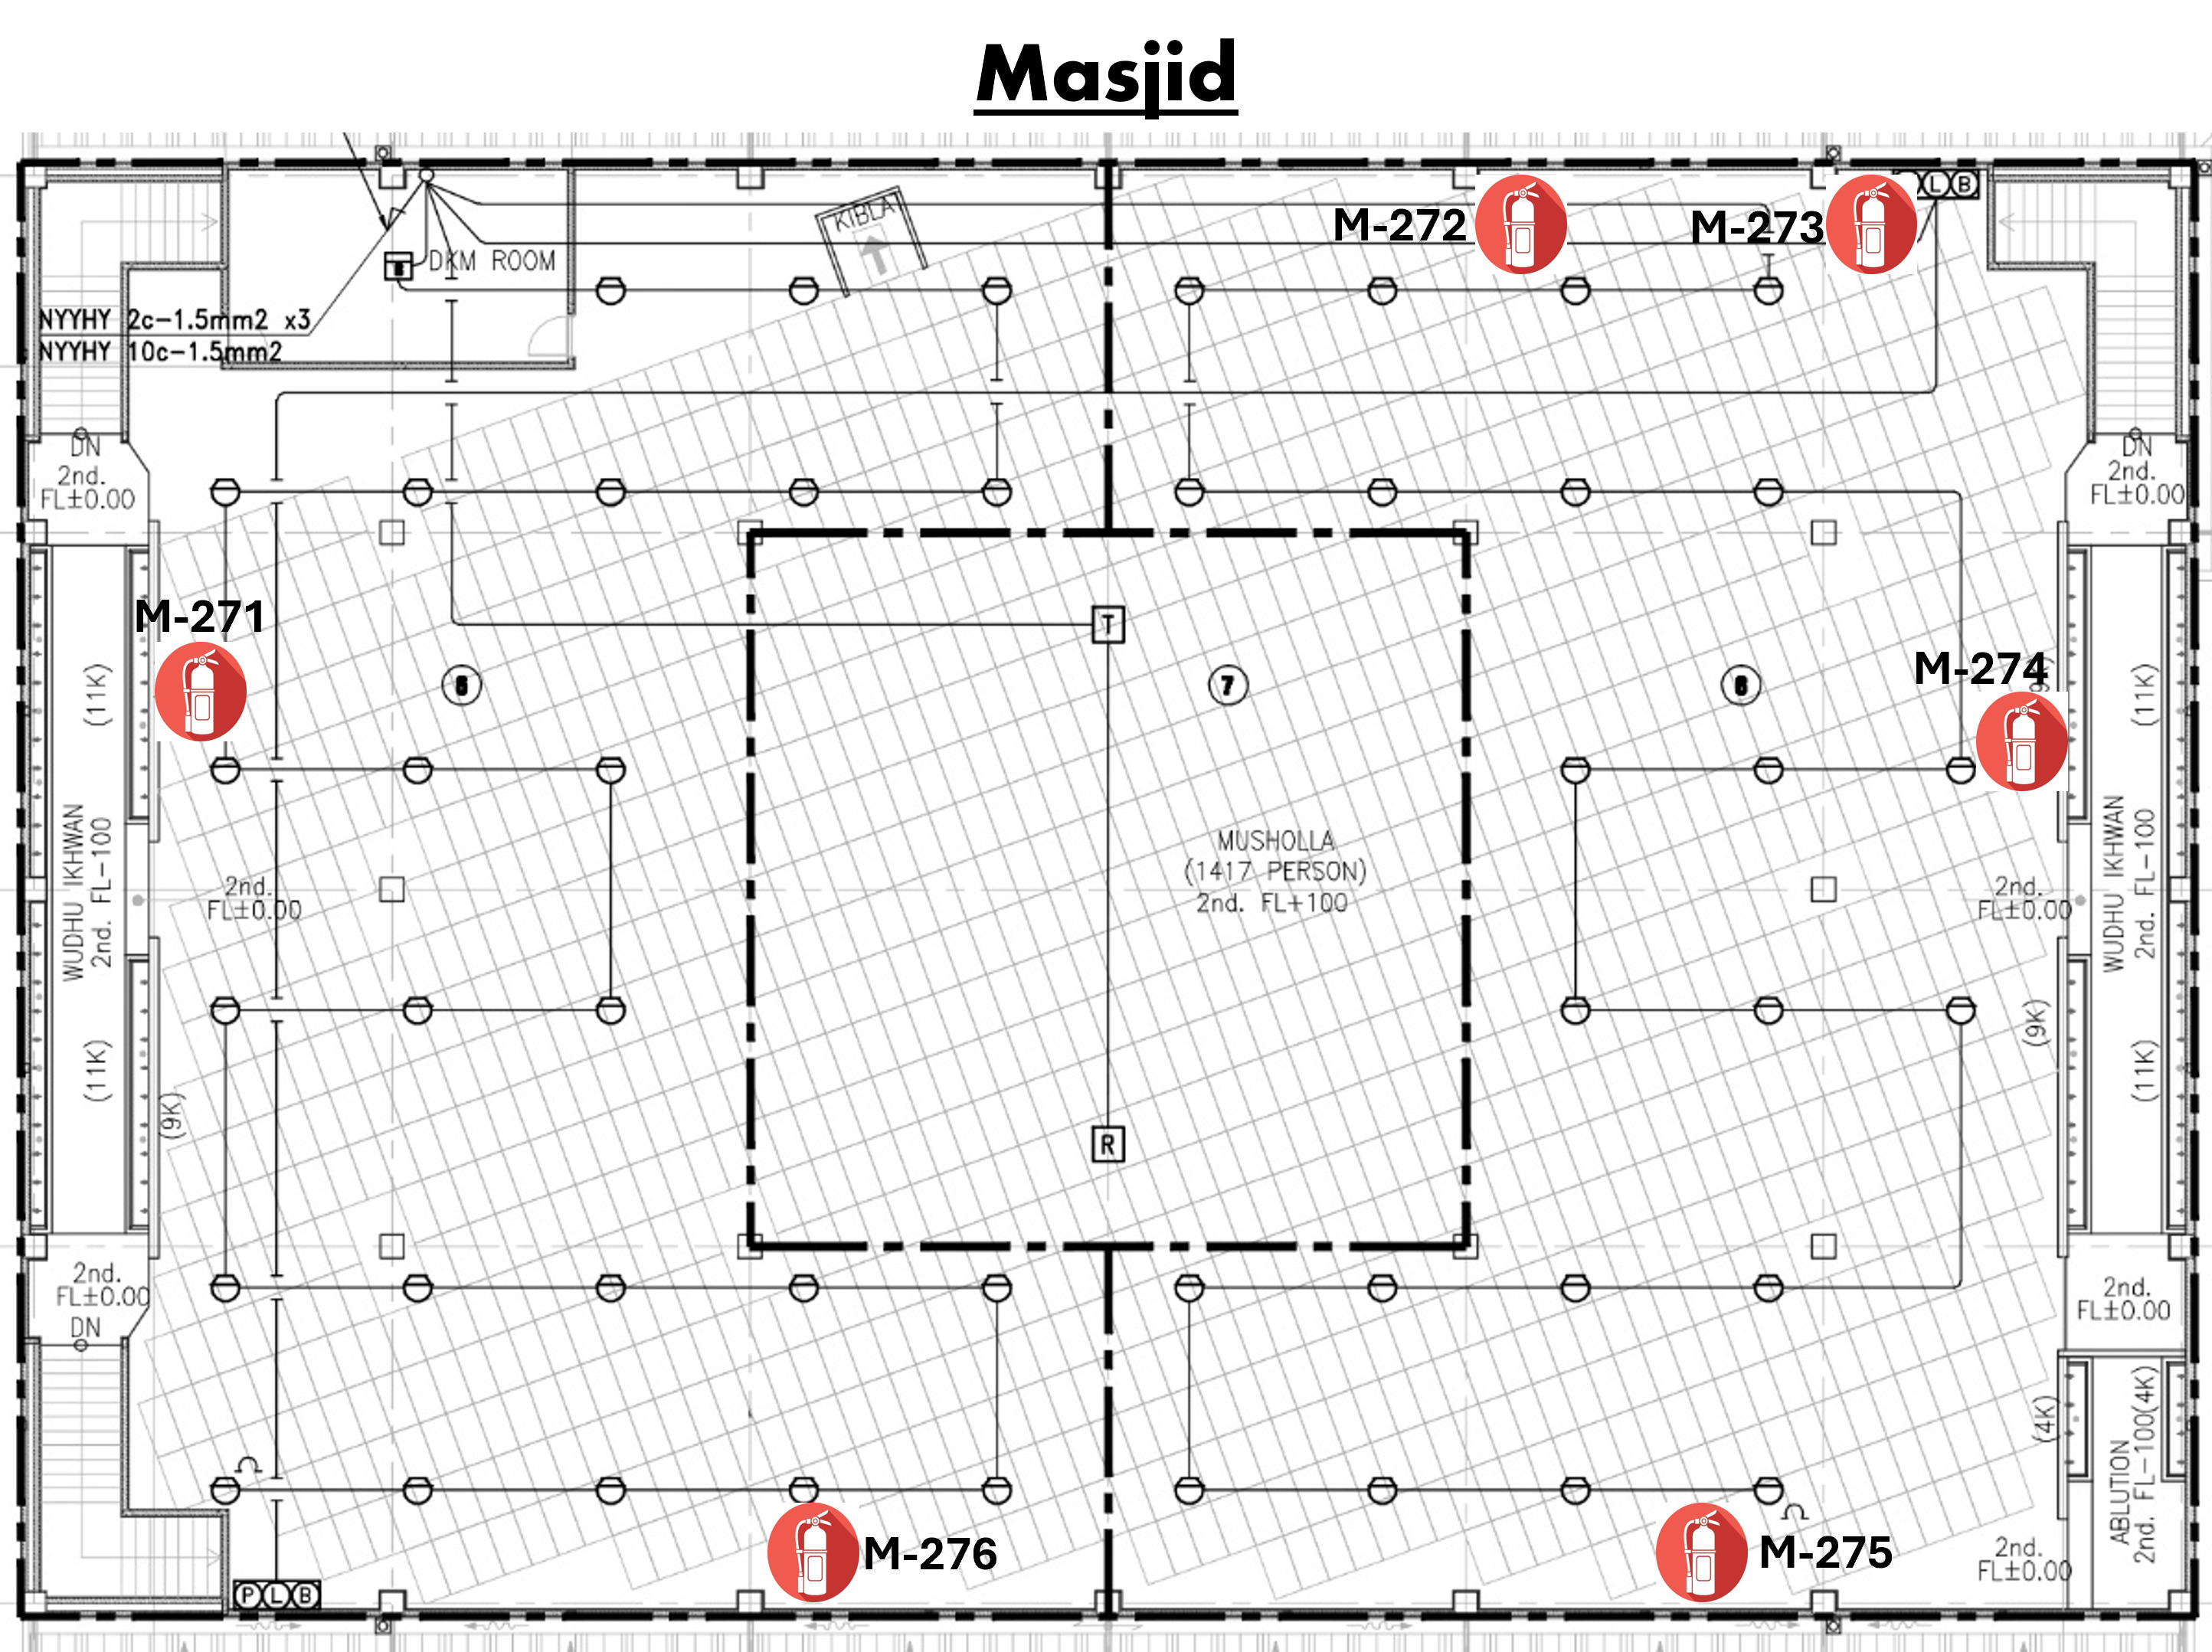 Masjid
KIBLAT
L B
M-272
M-273
DKM ROOM
NYYHY 2c-1.5mm2 x3
NYYHY 10c-1.5mm2
DN
2nd.
FL±0.00
DN
2nd.
FL±0.00
M-271
T
(11K)
7
M-274
(11K)
MUSHOLLA
(1417 PERSON)
2nd. FL+100
WUDHU IKHWAN
2nd. FL-100
2nd.
FL±0.00
2nd.
FL±0.00
WUDHU IKHWAN
2nd. FL-100
(11K)
(9K)
(9K)
(11K)
R
2nd.
FL±0.00
DN
2nd.
FL±0.00
(4K)
ABLUTION
2nd. FL-100(4K)
M-276
M-275
2nd.
FL±0.00
P L B